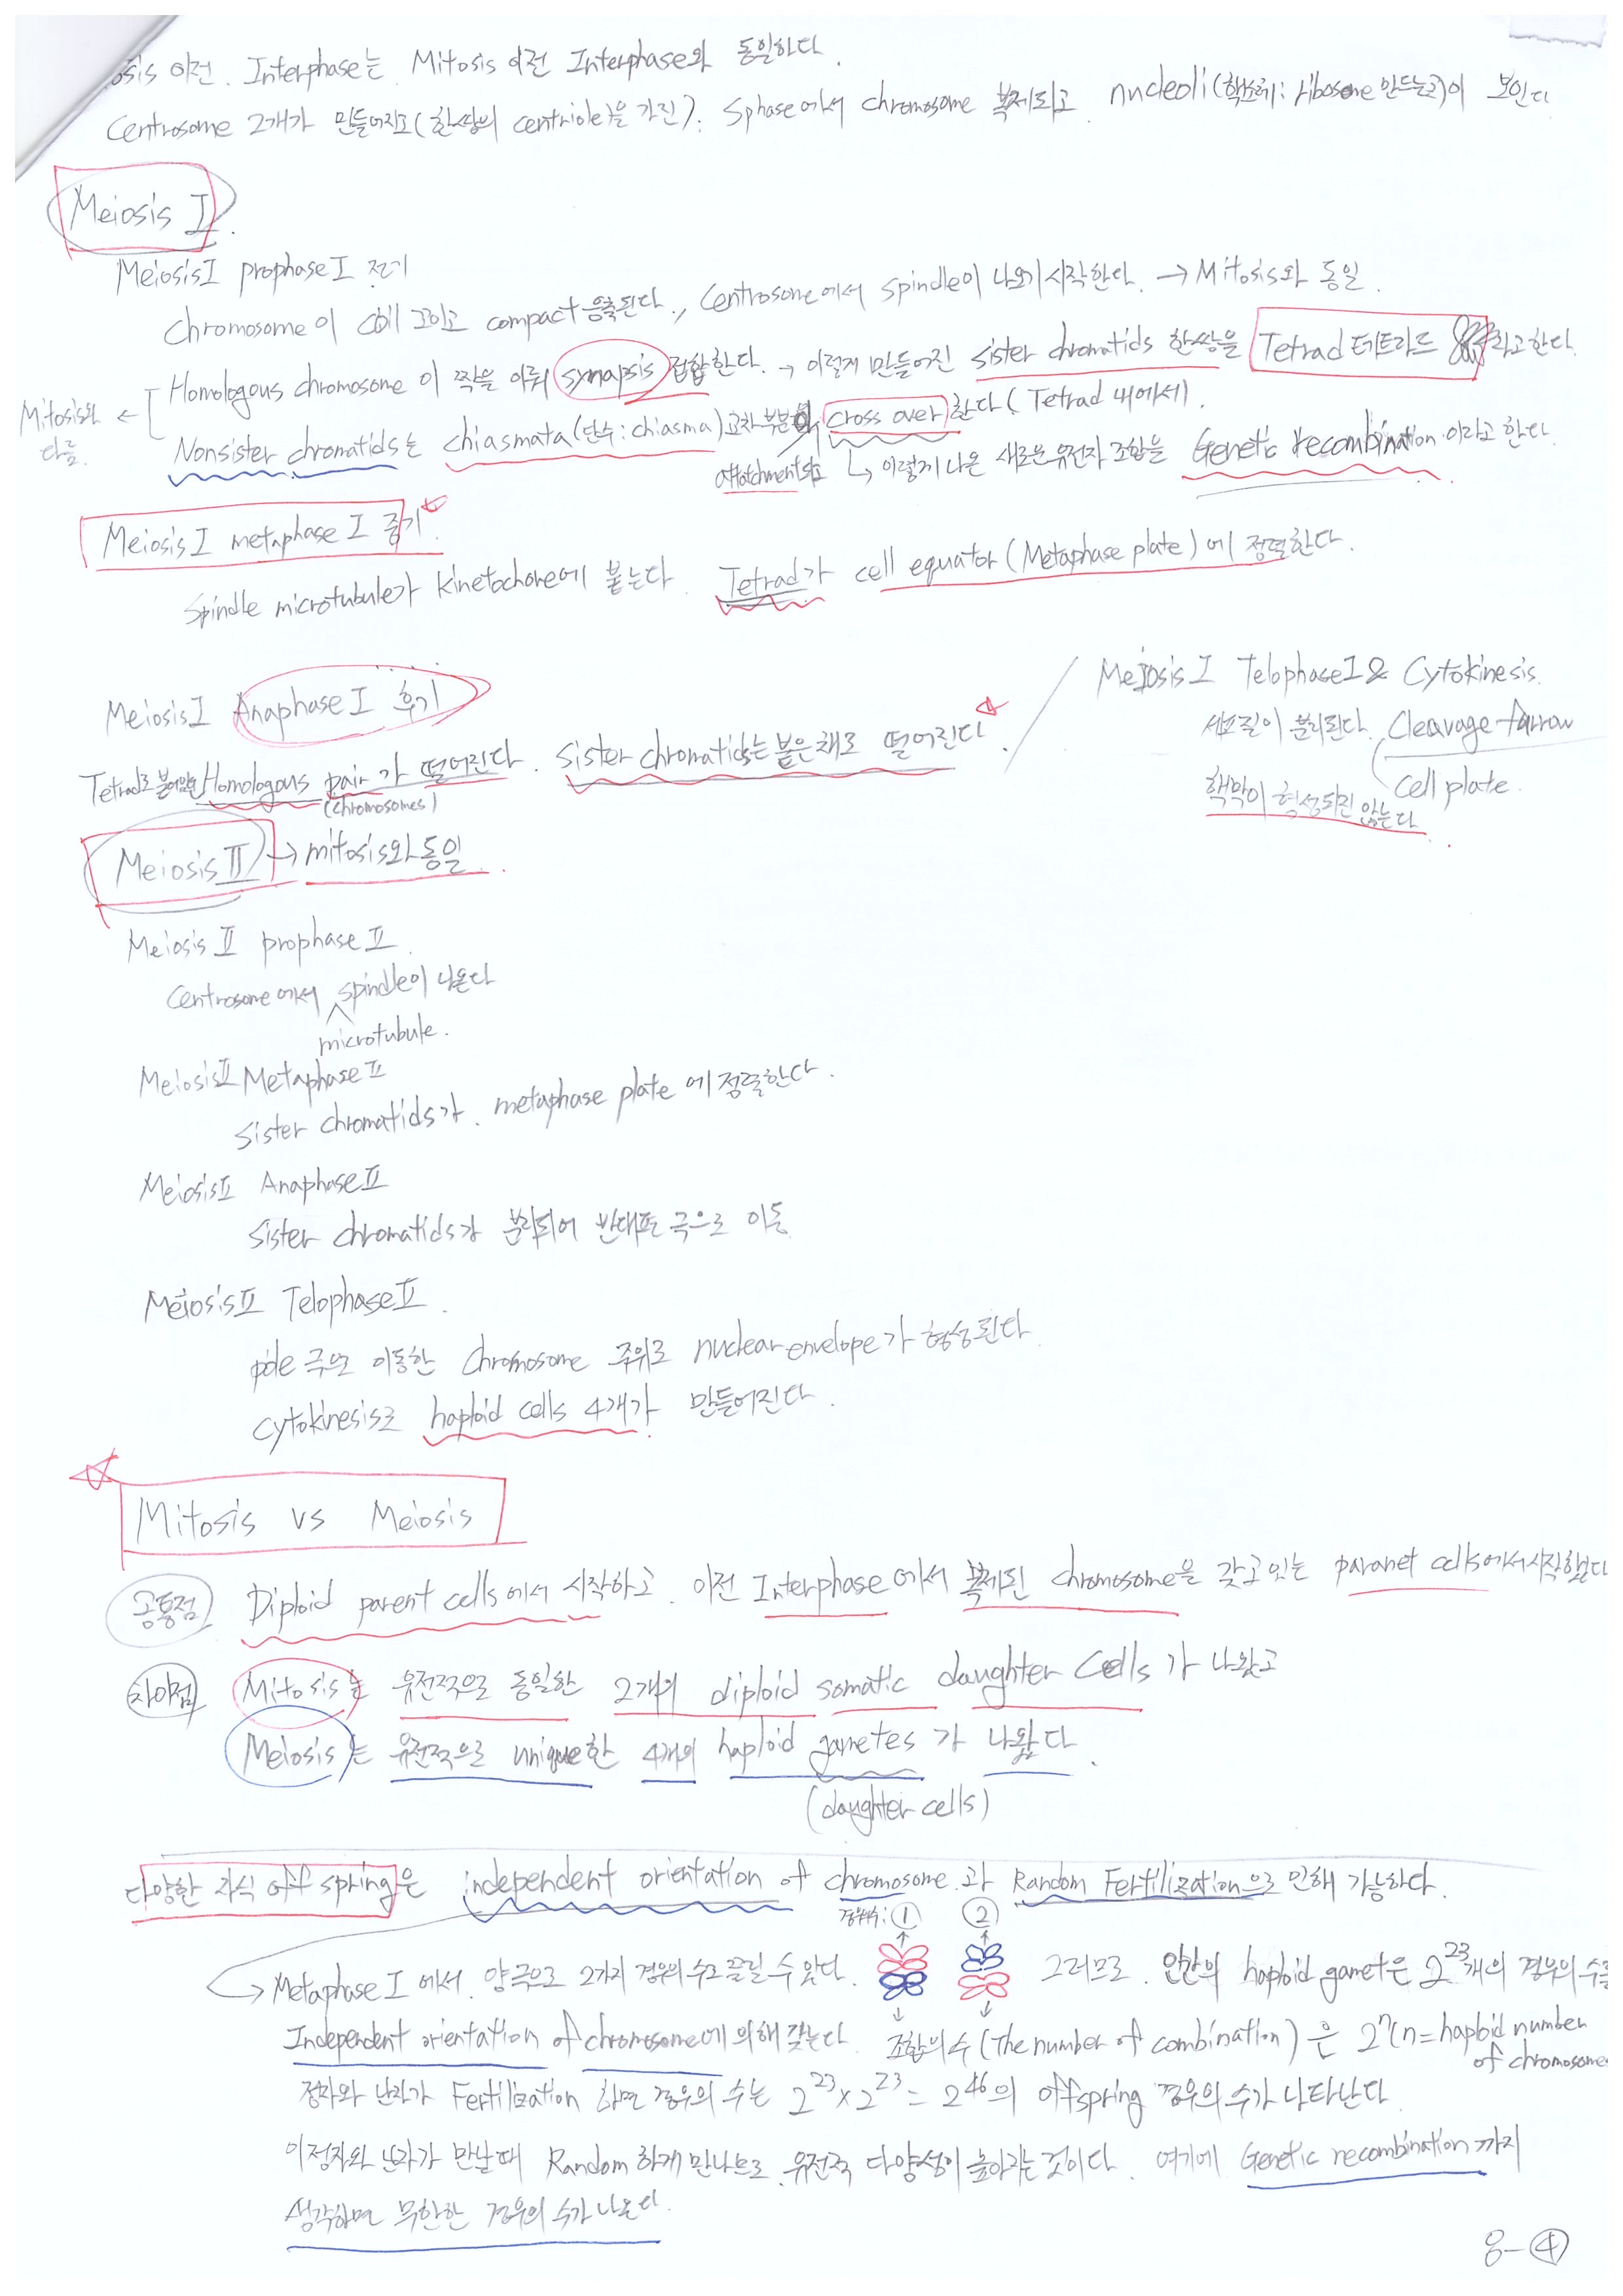 osis 이전. Interphase는 Mitosis 이전 Interphase와 동일하다.
Centrosome 2개가 만들어지고(한쌍의 centriole을 가진). Sphase에서 chromosome 복제되고 nucleoli(핵소체: ribosome 만드는곳)이 보인다
Meiosis I.
MeiosisI prophase I 전기
Chromosome이 coil 꼬이고 compact 응축된다., Centrosome에서 spindle이 나오기 시작한다. → Mitosis와 동일.
Homologous chromosome이 짝을 이뤄 synapsis 접합한다. → 이렇게 만들어진 sister chromatids 한쌍을 Tetrad 테트라드 라고 한다.
Mitosis와 다름. ←
Nonsister chromatids는 chiasmata(단수: chiasma) 교차부분 cross over 한다 (Tetrad 내에서).
↳ 이렇게 나온 새로운 유전자 조합을 Genetic recombination 이라고 한다.
MeiosisI metaphase I 중기.
Spindle microtubule가 kinetochore에 붙는다. Tetrad가 cell equator (Metaphase plate)에 정렬한다.
MeiosisI Anaphase I 후기
Tetrad로 붙어있던 Homologous pair가 떨어진다. Sister chromatids는 붙은채로 떨어진다.
(chromosomes)
MeIosis I TelophaseI & Cytokinesis.
세포질이 분리된다. Cleavage furrow
Cell plate.
핵막이 형성되진 않는다.
Meiosis II → mitosis와 동일.
Meiosis II prophase II.
Centrosome에서 spindle이 나온다
microtubule.
MeiosisII Metaphase II
Sister chromatids가. metaphase plate에 정렬한다.
MeiosisII Anaphase II
Sister chromatids가 분리되어 반대편 극으로 이동
MeiosisII Telophase II.
pole 극으로 이동한 chromosome 주위로 nuclear envelope가 형성된다.
cytokinesis로 haploid cells 4개가 만들어진다.
Mitosis vs Meiosis
공통점 Diploid parent cells에서 시작하고. 이전 Interphase에서 복제된 chromosome을 갖고 있는 paranet cells에서 시작했다
차이점 Mitosis는 유전적으로 동일한 2개의 diploid somatic daughter Cells가 나왔고
Meiosis는 유전적으로 unique한 4개의 haploid gametes가 나왔다.
(daughter cells)
다양한 자식 offspring은 independent orientation of chromosome과 Random Fertilization으로 인해 가능하다.
경우의수: ① ②
↳ Metaphase I에서. 양극으로 2가지 경우의 수로 끌릴 수 있다. 그러므로. 인간의 haploid gamet은 2²³개의 경우의 수를
Independent orientation of chromosome에 의해 갖는다. 조합의 수 (The number of combination)은 2ⁿ(n = haploid number
of chromosome
정자와 난자가 Fertilization 하면 경우의 수는 2²³ × 2²³ = 2⁴⁶의 offspring 경우의 수가 나타난다.
이 정자와 난자가 만날때 Random 하게 만나므로. 유전적 다양성이 높아지는 것이다. 여기에 Genetic recombination까지
생각하면 무한한 경우의 수가 나온다.
8-④